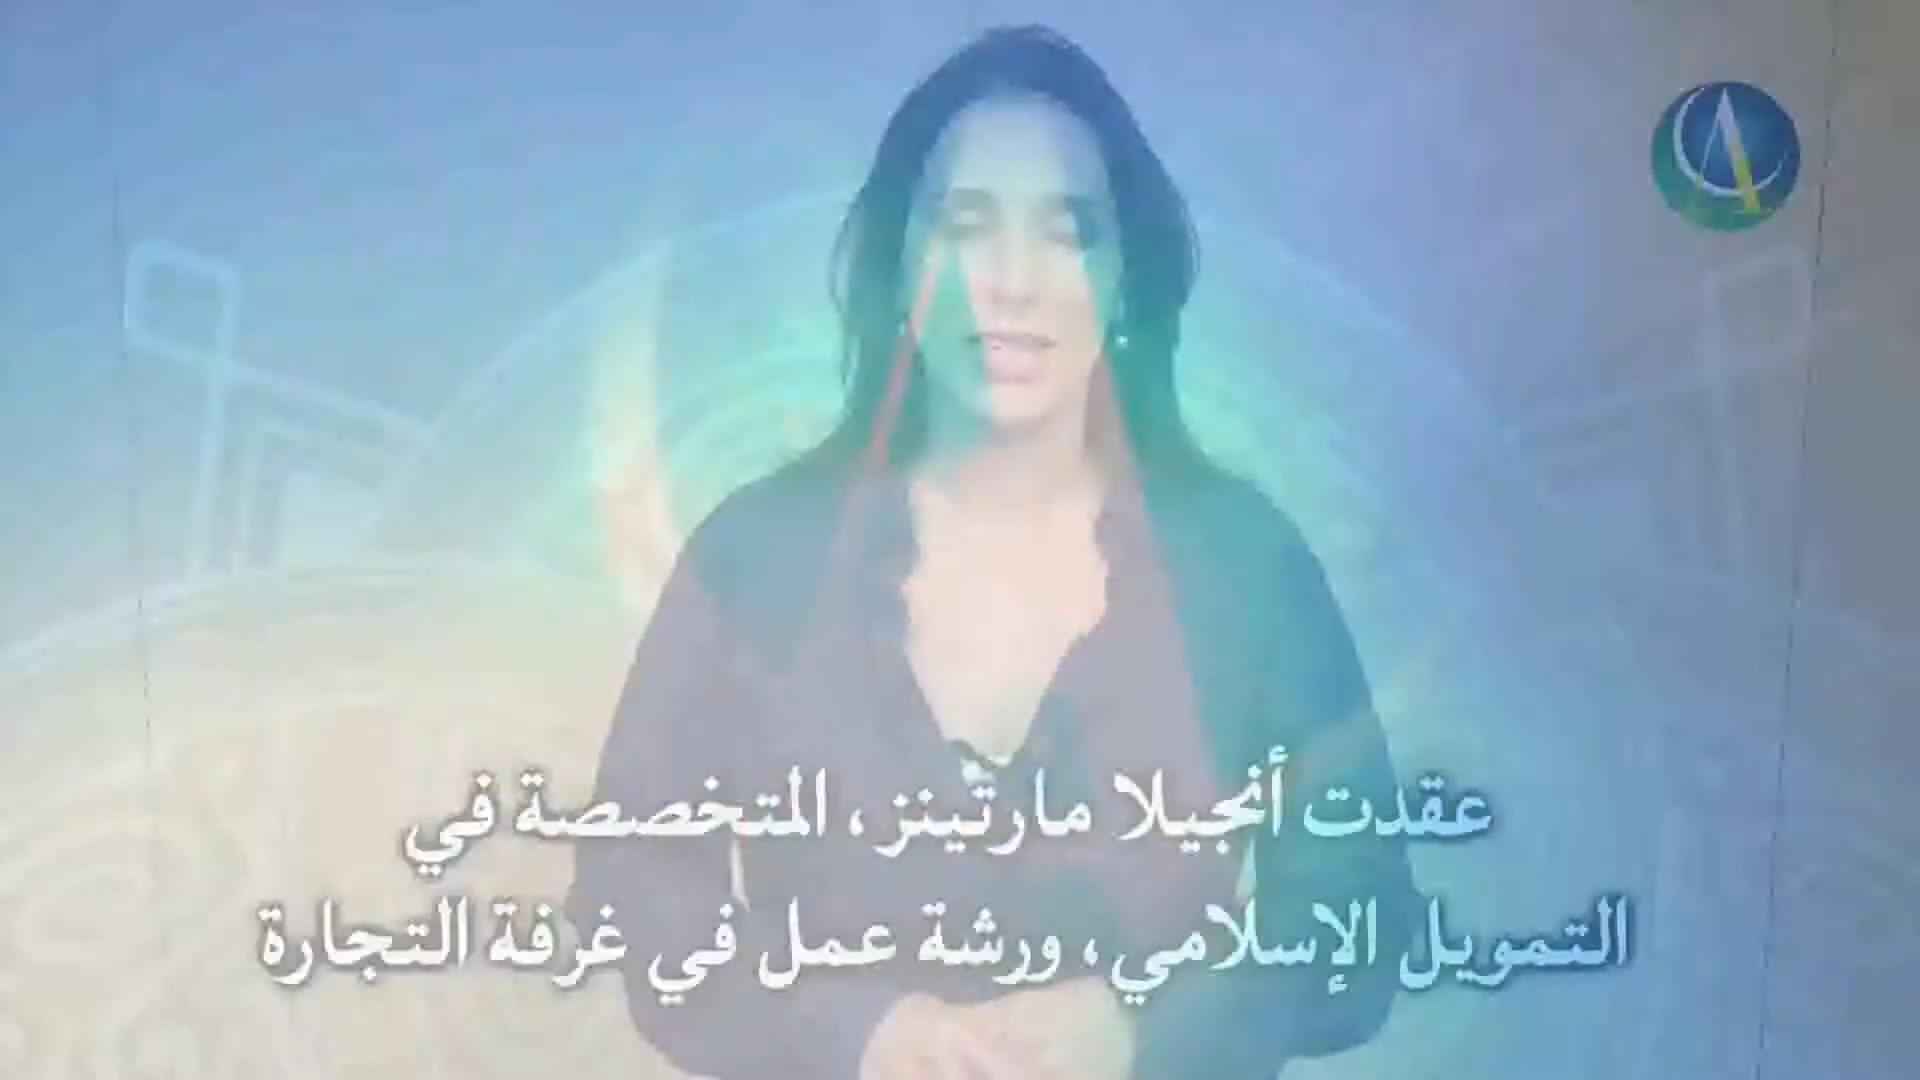 عقدت أنجيلا مارتينز، المتخصصة في
التمويل الإسلامي، ورشة عمل في غرفة التجارة